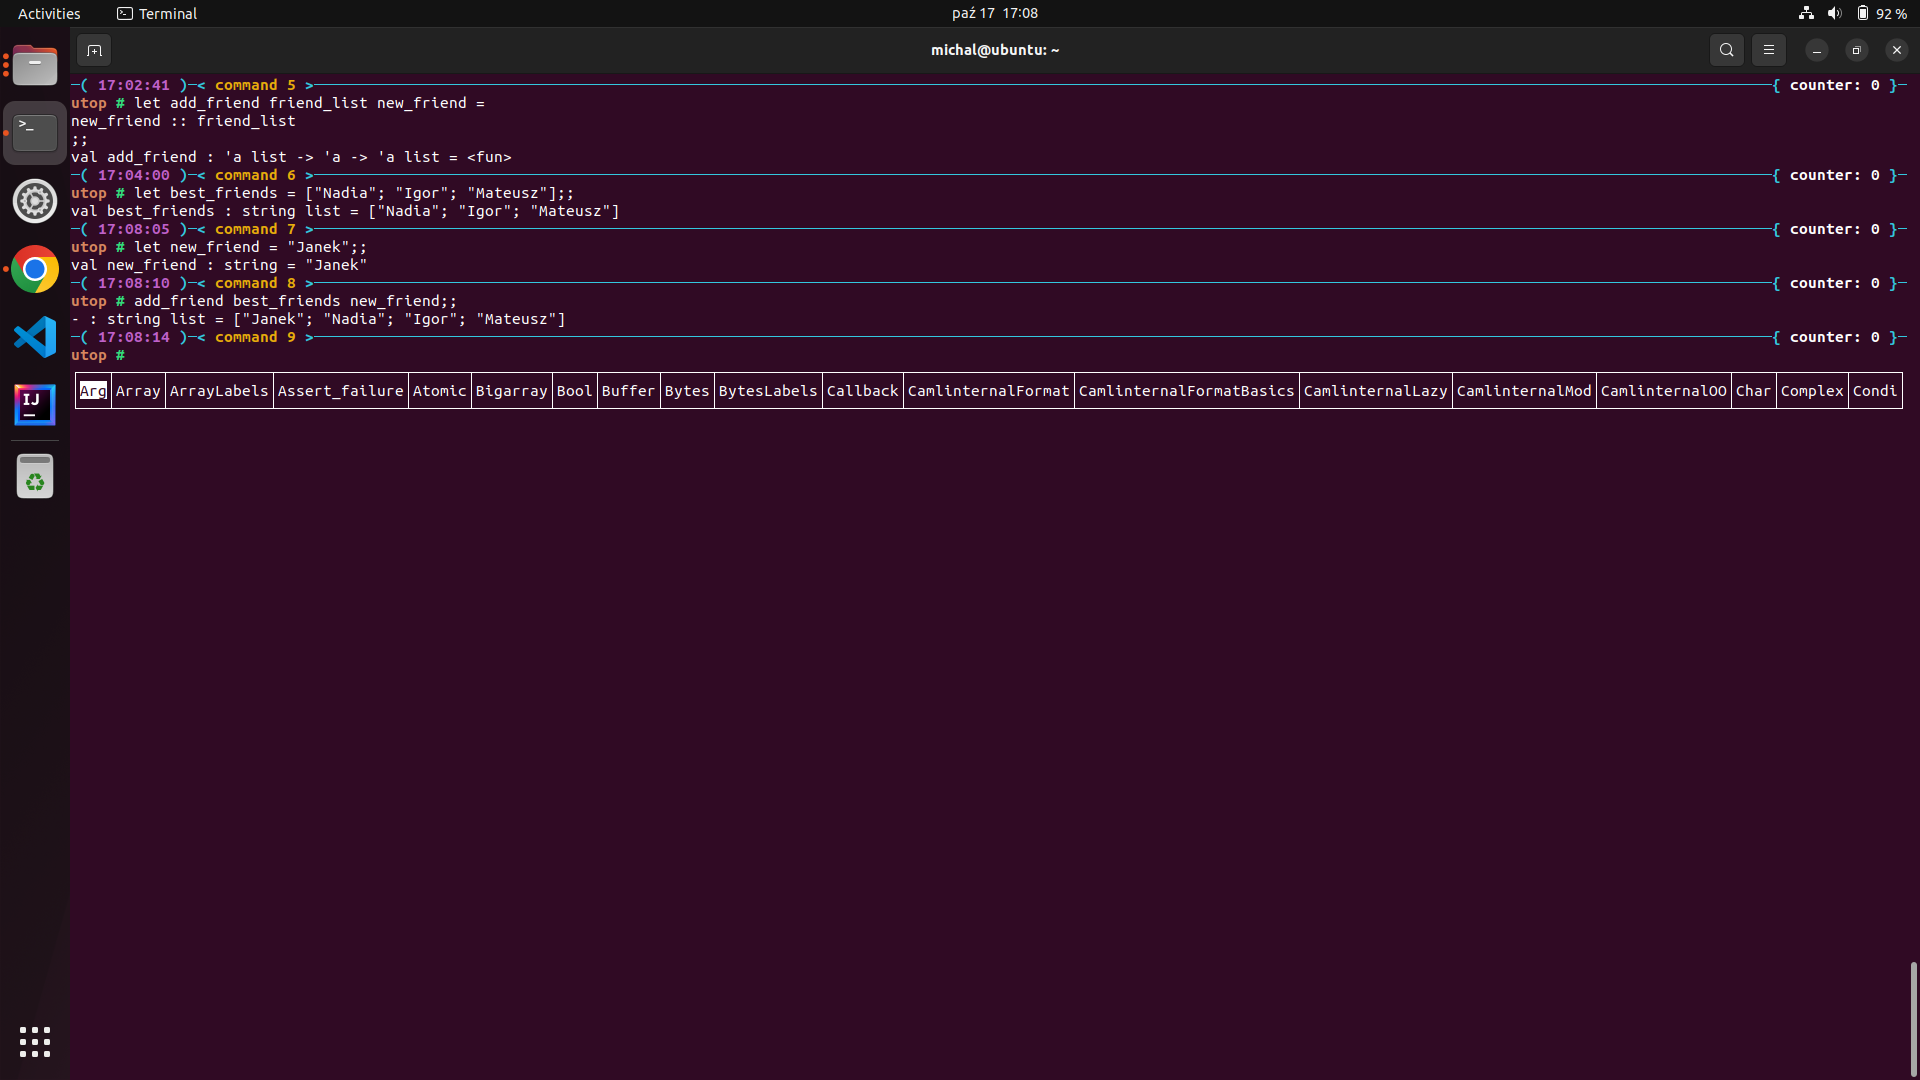 Activities Terminal paź 17 17:08 92 %
michal@ubuntu: ~
─( 17:02:41 )─< command 5 >─{ counter: 0 }─
utop # let add_friend friend_list new_friend =
new_friend :: friend_list
;;
val add_friend : 'a list -> 'a -> 'a list = <fun>
─( 17:04:00 )─< command 6 >─{ counter: 0 }─
utop # let best_friends = ["Nadia"; "Igor"; "Mateusz"];;
val best_friends : string list = ["Nadia"; "Igor"; "Mateusz"]
─( 17:08:05 )─< command 7 >─{ counter: 0 }─
utop # let new_friend = "Janek";;
val new_friend : string = "Janek"
─( 17:08:10 )─< command 8 >─{ counter: 0 }─
utop # add_friend best_friends new_friend;;
- : string list = ["Janek"; "Nadia"; "Igor"; "Mateusz"]
─( 17:08:14 )─< command 9 >─{ counter: 0 }─
utop #
Arg Array ArrayLabels Assert_failure Atomic Bigarray Bool Buffer Bytes BytesLabels Callback CamlinternalFormat CamlinternalFormatBasics CamlinternalLazy CamlinternalMod CamlinternalOO Char Complex Condi
IJ